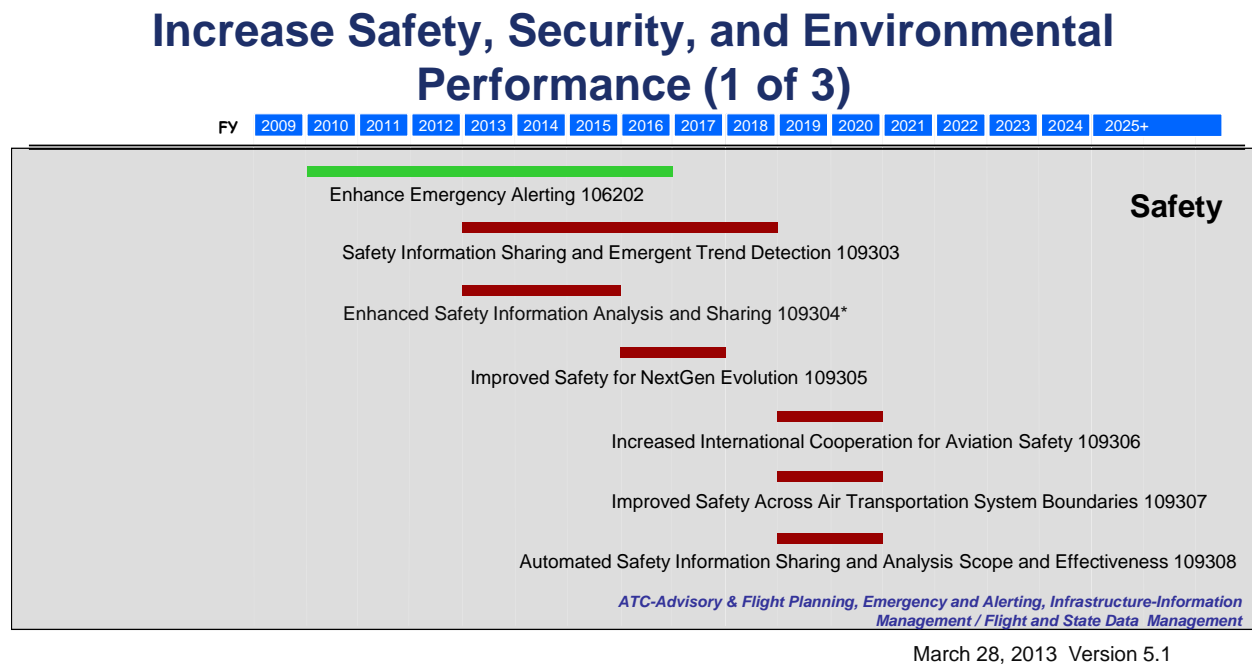 Increase Safety, Security, and Environmental
Performance (1 of 3)
FY 2009 2010 2011 2012 2013 2014 2015 2016 2017 2018 2019 2020 2021 2022 2023 2024 2025+
Enhance Emergency Alerting 106202
Safety
Safety Information Sharing and Emergent Trend Detection 109303
Enhanced Safety Information Analysis and Sharing 109304*
Improved Safety for NextGen Evolution 109305
Increased International Cooperation for Aviation Safety 109306
Improved Safety Across Air Transportation System Boundaries 109307
Automated Safety Information Sharing and Analysis Scope and Effectiveness 109308
ATC-Advisory & Flight Planning, Emergency and Alerting, Infrastructure-Information
Management / Flight and State Data Management
March 28, 2013 Version 5.1